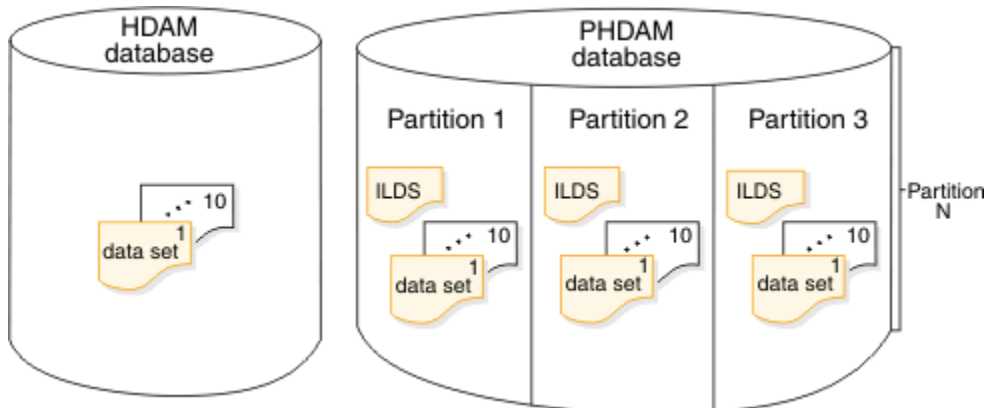 HDAM
database
10
1
data set
PHDAM
database
Partition 1
Partition 2
Partition 3
ILDS
ILDS
ILDS
10
1
data set
10
1
data set
10
1
data set
Partition
N